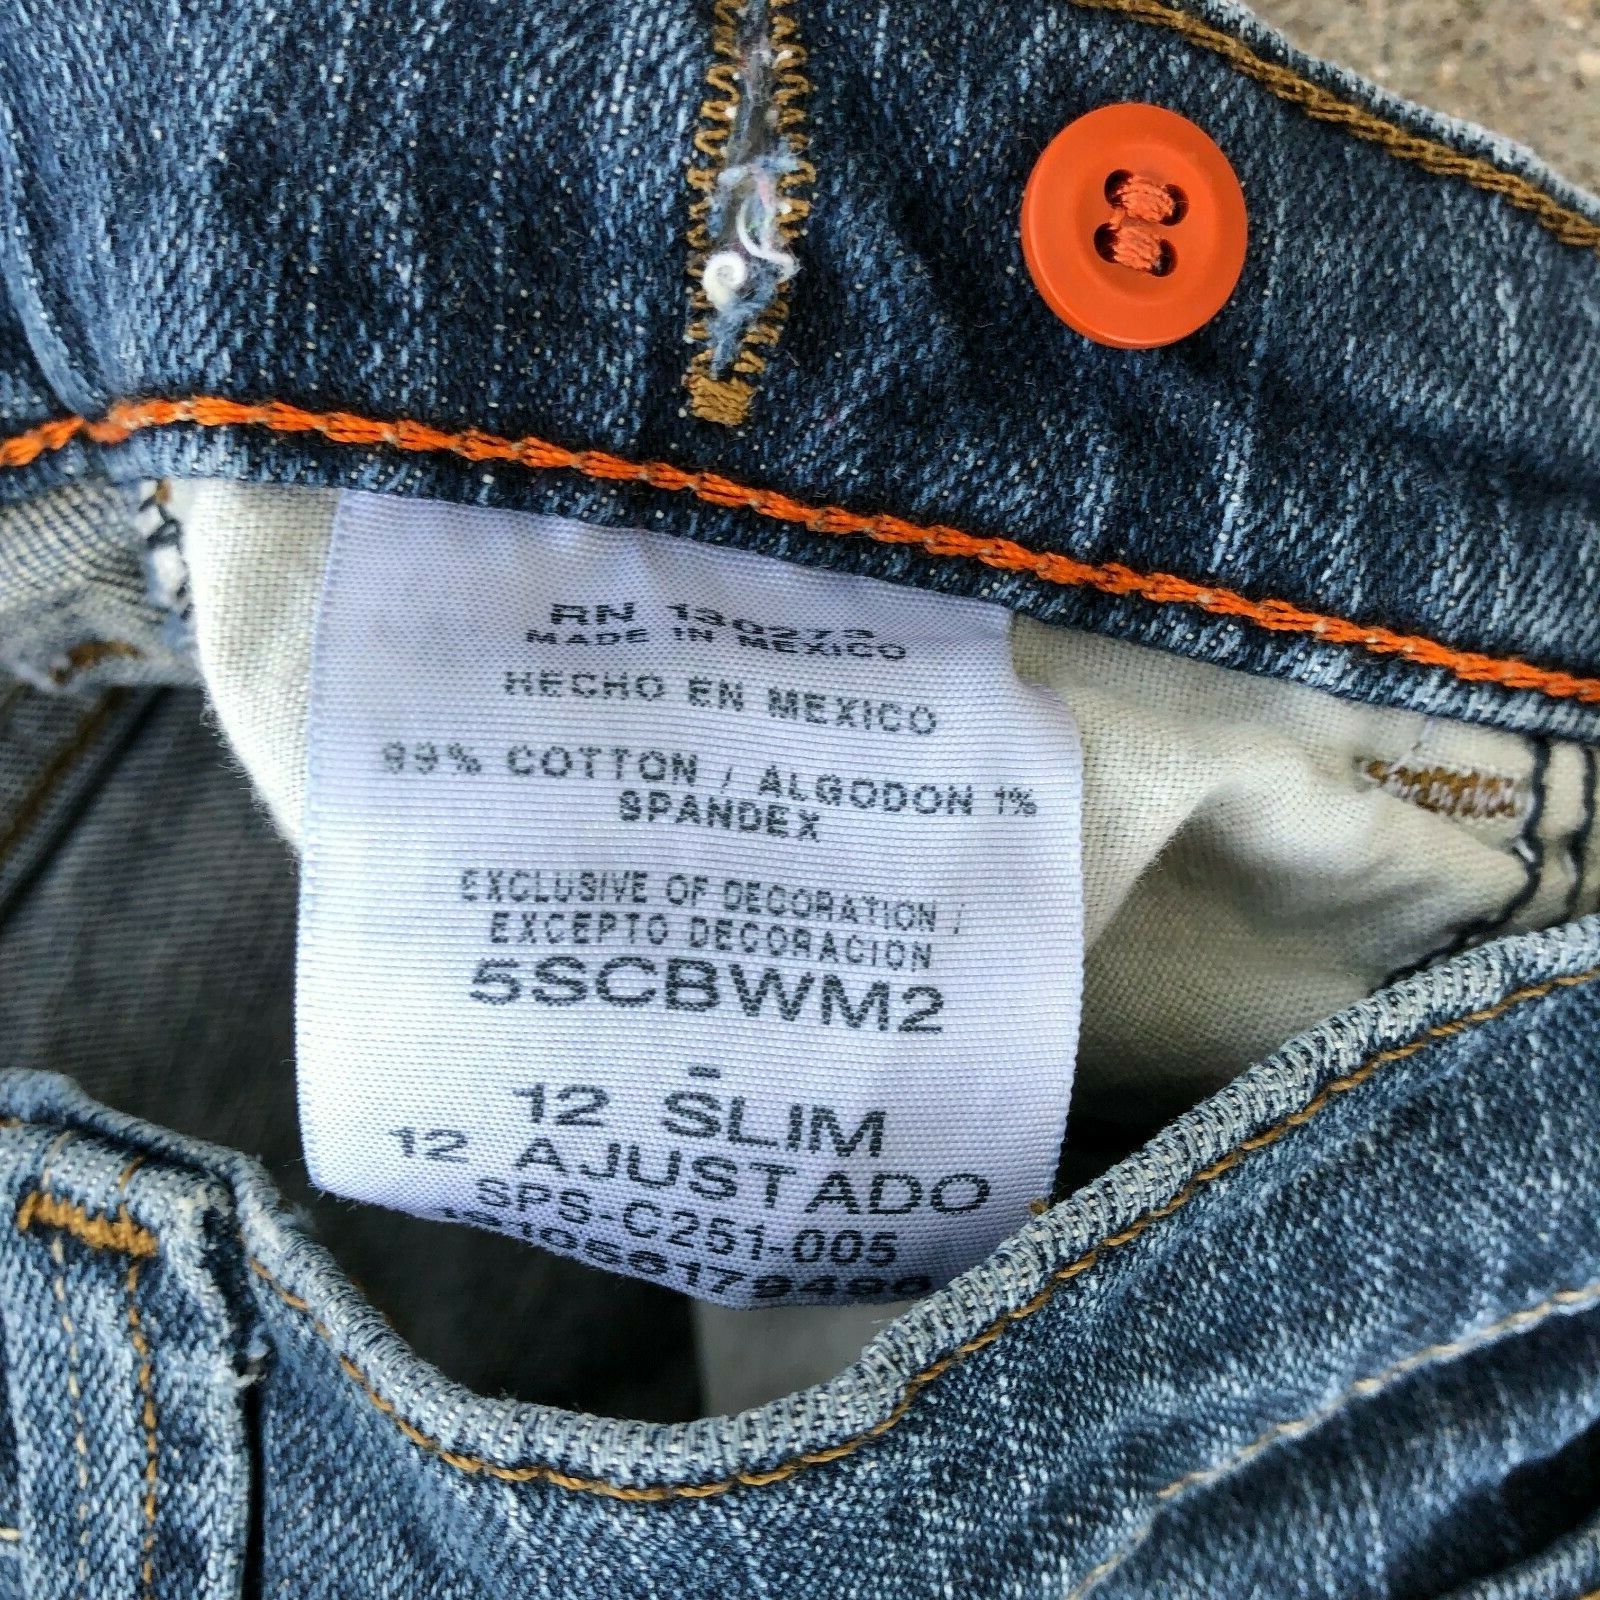 RN 130273
MADE IN MEXICO
HECHO EN MEXICO
99% COTTON / ALGODON 1%
SPANDEX
EXCLUSIVE OF DECORATION /
EXCEPTO DECORACION
5SCBWM2
-
12 SLIM
12 AJUSTADO
SPS-C251-005